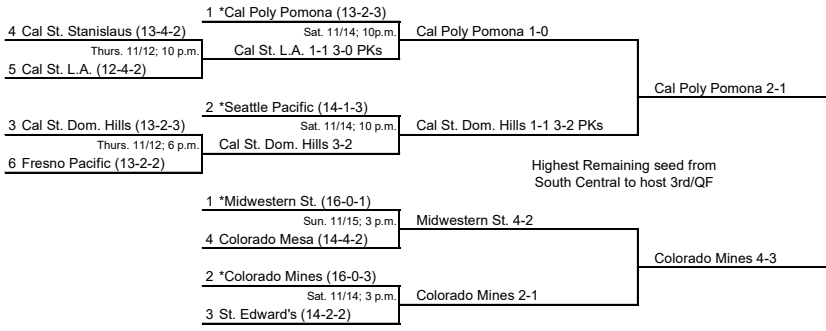 1 *Cal Poly Pomona (13-2-3)
4 Cal St. Stanislaus (13-4-2)
Sat. 11/14; 10p.m.
Cal Poly Pomona 1-0
Thurs. 11/12; 10 p.m.
Cal St. L.A. 1-1 3-0 PKs
5 Cal St. L.A. (12-4-2)
Cal Poly Pomona 2-1
2 *Seattle Pacific (14-1-3)
3 Cal St. Dom. Hills (13-2-3)
Sat. 11/14; 10 p.m.
Cal St. Dom. Hills 1-1 3-2 PKs
Thurs. 11/12; 6 p.m.
Cal St. Dom. Hills 3-2
6 Fresno Pacific (13-2-2)
Highest Remaining seed from
South Central to host 3rd/QF
1 *Midwestern St. (16-0-1)
Sun. 11/15; 3 p.m.
Midwestern St. 4-2
4 Colorado Mesa (14-4-2)
Colorado Mines 4-3
2 *Colorado Mines (16-0-3)
Sat. 11/14; 3 p.m.
Colorado Mines 2-1
3 St. Edward's (14-2-2)